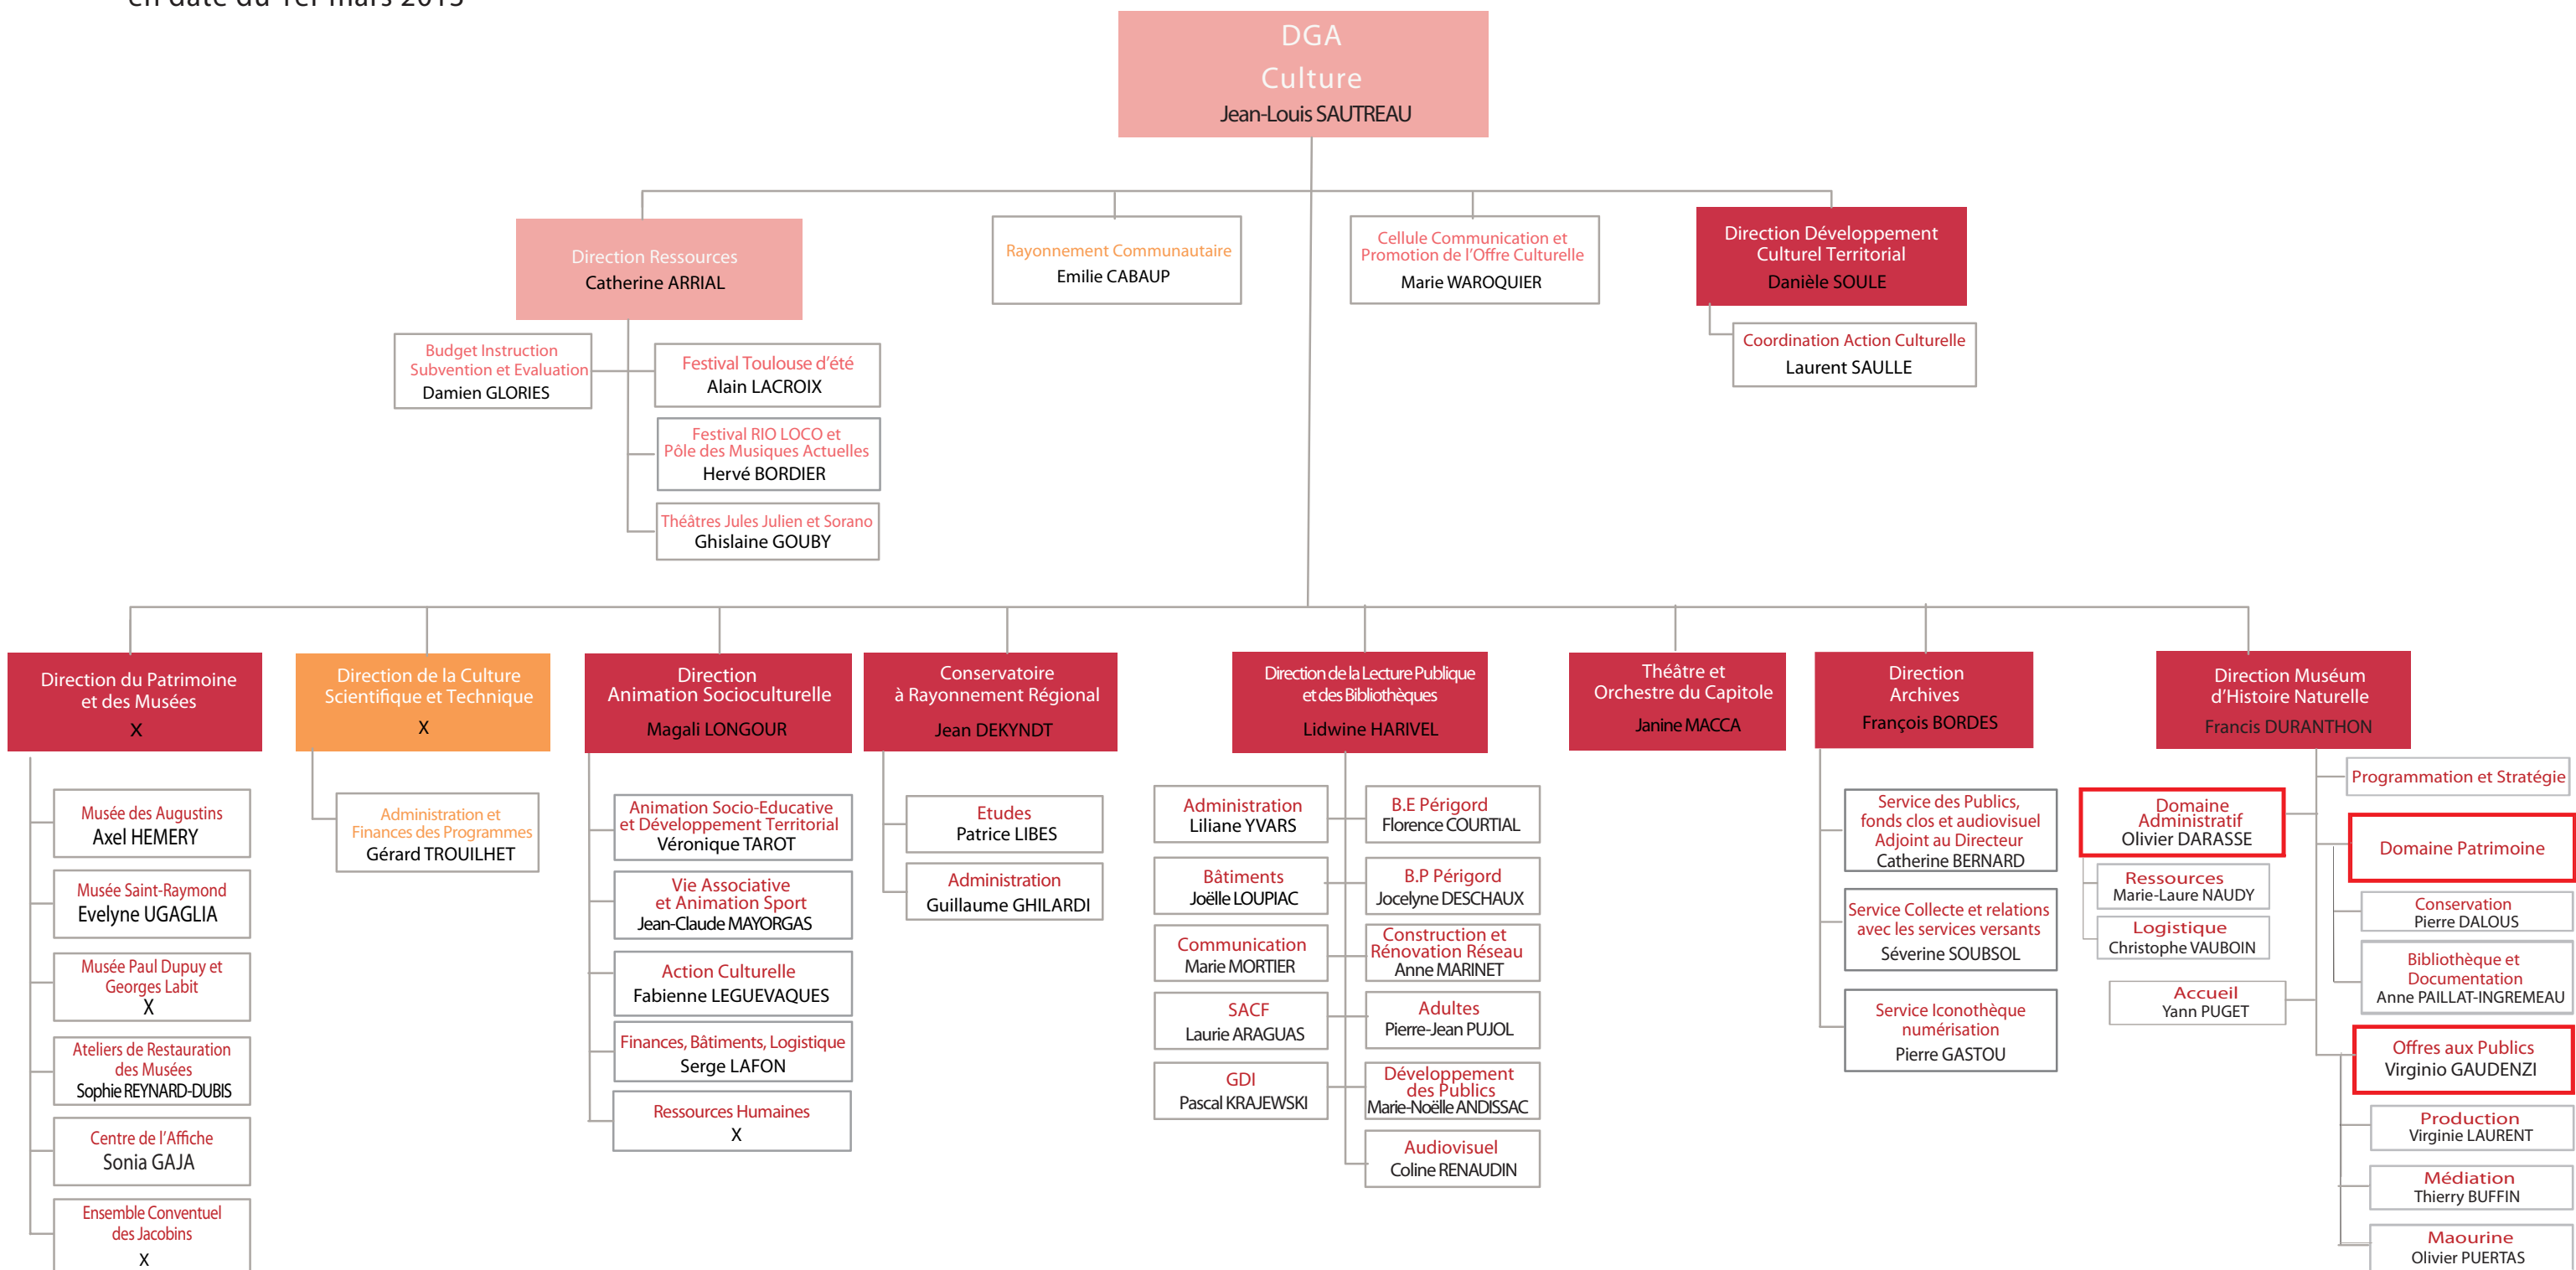 en date du 1er mars 2013
DGA
Culture
Jean-Louis SAUTREAU
Direction Ressources
Catherine ARRIAL
Rayonnement Communautaire
Emilie CABAUP
Cellule Communication et
Promotion de l'Offre Culturelle
Marie WAROQUIER
Direction Développement
Culturel Territorial
Danièle SOULE
Budget Instruction
Subvention et Evaluation
Damien GLORIES
Festival Toulouse d'été
Alain LACROIX
Festival RIO LOCO et
Pôle des Musiques Actuelles
Hervé BORDIER
Théâtres Jules Julien et Sorano
Ghislaine GOUBY
Coordination Action Culturelle
Laurent SAULLE
Direction du Patrimoine
et des Musées
X
Musée des Augustins
Axel HEMERY
Musée Saint-Raymond
Evelyne UGAGLIA
Musée Paul Dupuy et
Georges Labit
X
Ateliers de Restauration
des Musées
Sophie REYNARD-DUBIS
Centre de l'Affiche
Sonia GAJA
Ensemble Conventuel
des Jacobins
X
Direction de la Culture
Scientifique et Technique
X
Administration et
Finances des Programmes
Gérard TROUILHET
Direction
Animation Socioculturelle
Magali LONGOUR
Animation Socio-Educative
et Développement Territorial
Véronique TAROT
Vie Associative
et Animation Sport
Jean-Claude MAYORGAS
Action Culturelle
Fabienne LEGUEVAQUES
Finances, Bâtiments, Logistique
Serge LAFON
Ressources Humaines
X
Conservatoire
à Rayonnement Régional
Jean DEKYNDT
Etudes
Patrice LIBES
Administration
Guillaume GHILARDI
Direction de la Lecture Publique
et des Bibliothèques
Lidwine HARIVEL
Administration
Liliane YVARS
Bâtiments
Joëlle LOUPIAC
Communication
Marie MORTIER
SACF
Laurie ARAGUAS
GDI
Pascal KRAJEWSKI
B.E Périgord
Florence COURTIAL
B.P Périgord
Jocelyne DESCHAUX
Construction et
Rénovation Réseau
Anne MARINET
Adultes
Pierre-Jean PUJOL
Développement
des Publics
Marie-Noëlle ANDISSAC
Audiovisuel
Coline RENAUDIN
Théâtre et
Orchestre du Capitole
Janine MACCA
Direction
Archives
François BORDES
Service des Publics,
fonds clos et audiovisuel
Adjoint au Directeur
Catherine BERNARD
Service Collecte et relations
avec les services versants
Séverine SOUBSOL
Service Iconothèque
numérisation
Pierre GASTOU
Direction Muséum
d'Histoire Naturelle
Francis DURANTHON
Domaine
Administratif
Olivier DARASSE
Ressources
Marie-Laure NAUDY
Logistique
Christophe VAUBOIN
Accueil
Yann PUGET
Programmation et Stratégie
Domaine Patrimoine
Conservation
Pierre DALOUS
Bibliothèque et
Documentation
Anne PAILLAT-INGREMEAU
Offres aux Publics
Virginio GAUDENZI
Production
Virginie LAURENT
Médiation
Thierry BUFFIN
Maourine
Olivier PUERTAS